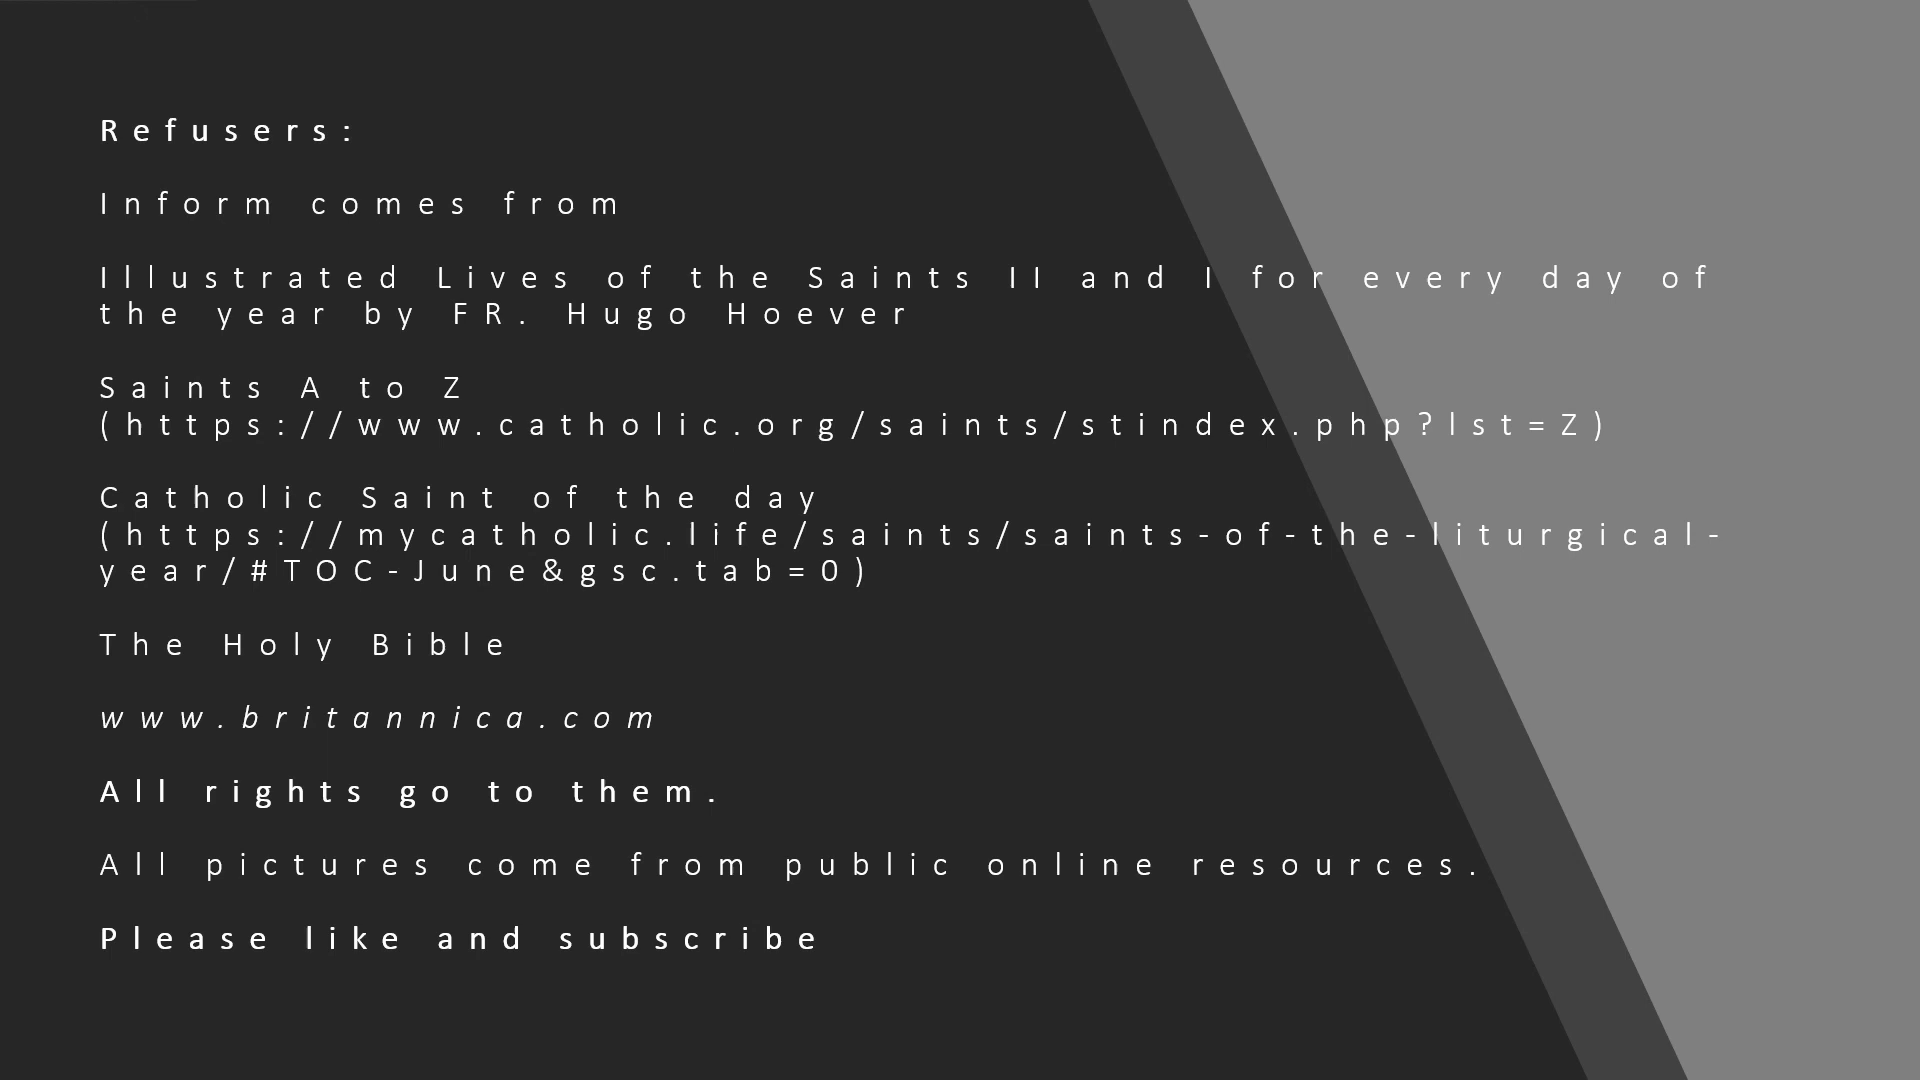 Refusers:
Inform comes from
Illustrated Lives of the Saints II and I for every day of
the year by FR. Hugo Hoever
Saints A to Z
(https://www.catholic.org/saints/stindex.php?lst=Z)
Catholic Saint of the day
(https://mycatholic.life/saints/saints-of-the-liturgical-
year/#TOC-June&gsc.tab=0)
The Holy Bible
www.britannica.com
All rights go to them.
All pictures come from public online resources.
Please like and subscribe